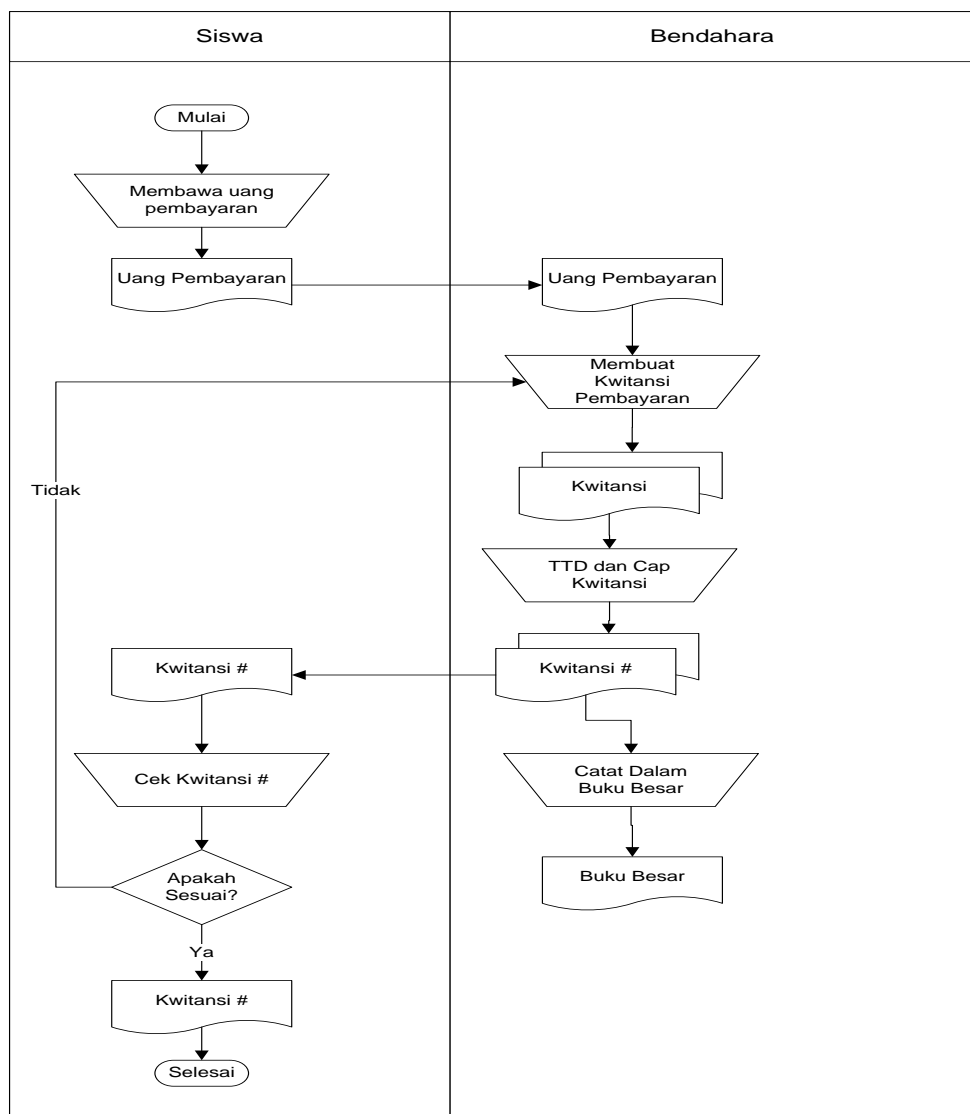 Siswa
Bendahara
Mulai
Membawa uang
pembayaran
Uang Pembayaran
Uang Pembayaran
Membuat
Kwitansi
Pembayaran
Tidak
Kwitansi
TTD dan Cap
Kwitansi
Kwitansi #
Kwitansi #
Cek Kwitansi #
Catat Dalam
Buku Besar
Apakah
Sesuai?
Buku Besar
Ya
Kwitansi #
Selesai